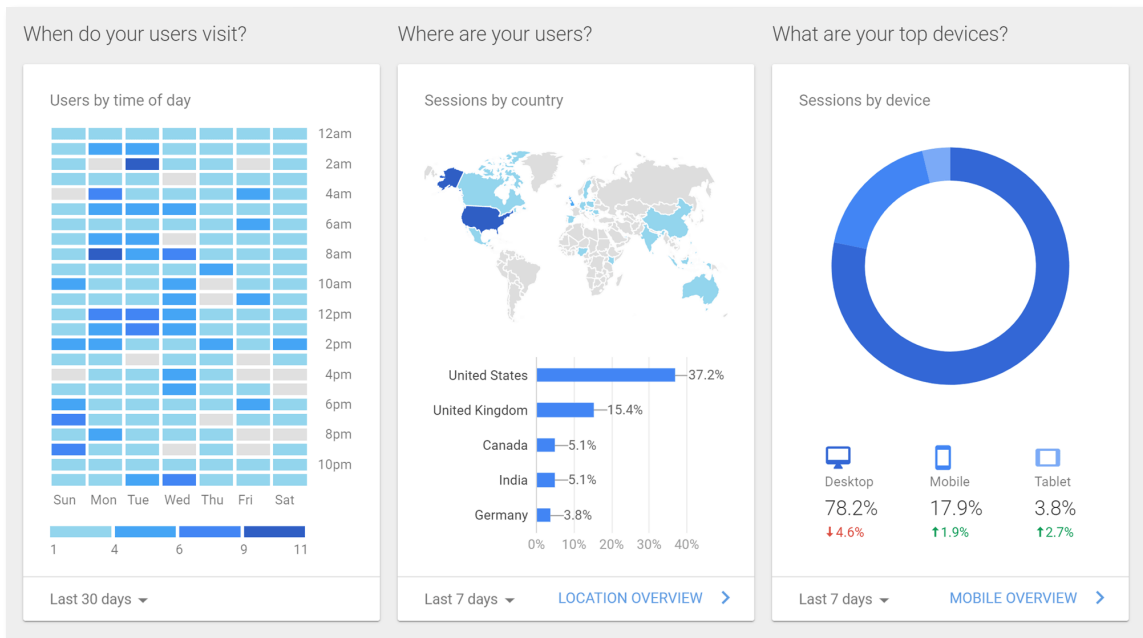 When do your users visit?
Users by time of day
12am
2am
4am
6am
8am
10am
12pm
2pm
4pm
6pm
8pm
10pm
Sun Mon Tue Wed Thu Fri Sat
1 4 6 9 11
Last 30 days
Where are your users?
Sessions by country
United States 37.2%
United Kingdom 15.4%
Canada 5.1%
India 5.1%
Germany 3.8%
0% 10% 20% 30% 40%
Last 7 days LOCATION OVERVIEW
What are your top devices?
Sessions by device
Desktop Mobile Tablet
78.2% 17.9% 3.8%
4.6% 1.9% 2.7%
Last 7 days MOBILE OVERVIEW